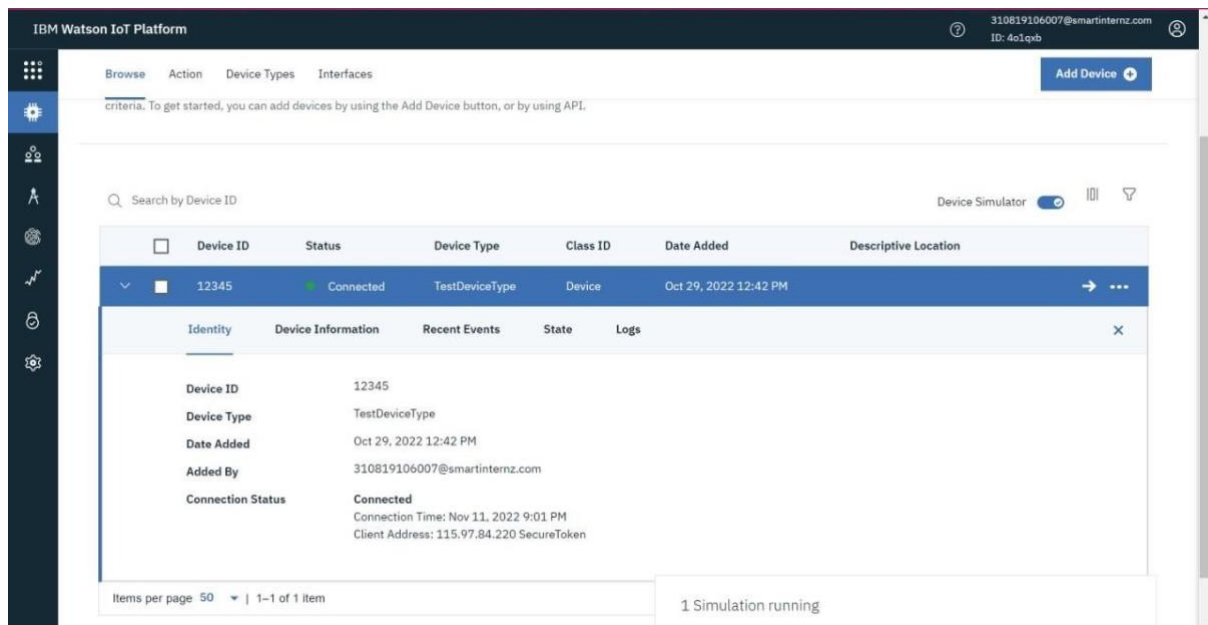 IBM Watson IoT Platform
310819106007@smartinternz.com
ID: 4o1qxb
Browse Action Device Types Interfaces
Add Device
criteria. To get started, you can add devices by using the Add Device button, or by using API.
Search by Device ID
Device Simulator
Device ID Status Device Type Class ID Date Added Descriptive Location
12345 Connected TestDeviceType Device Oct 29, 2022 12:42 PM
Identity Device Information Recent Events State Logs
Device ID 12345
Device Type TestDeviceType
Date Added Oct 29, 2022 12:42 PM
Added By 310819106007@smartinternz.com
Connection Status Connected
Connection Time: Nov 11, 2022 9:01 PM
Client Address: 115.97.84.220 SecureToken
Items per page 50 | 1–1 of 1 item
1 Simulation running